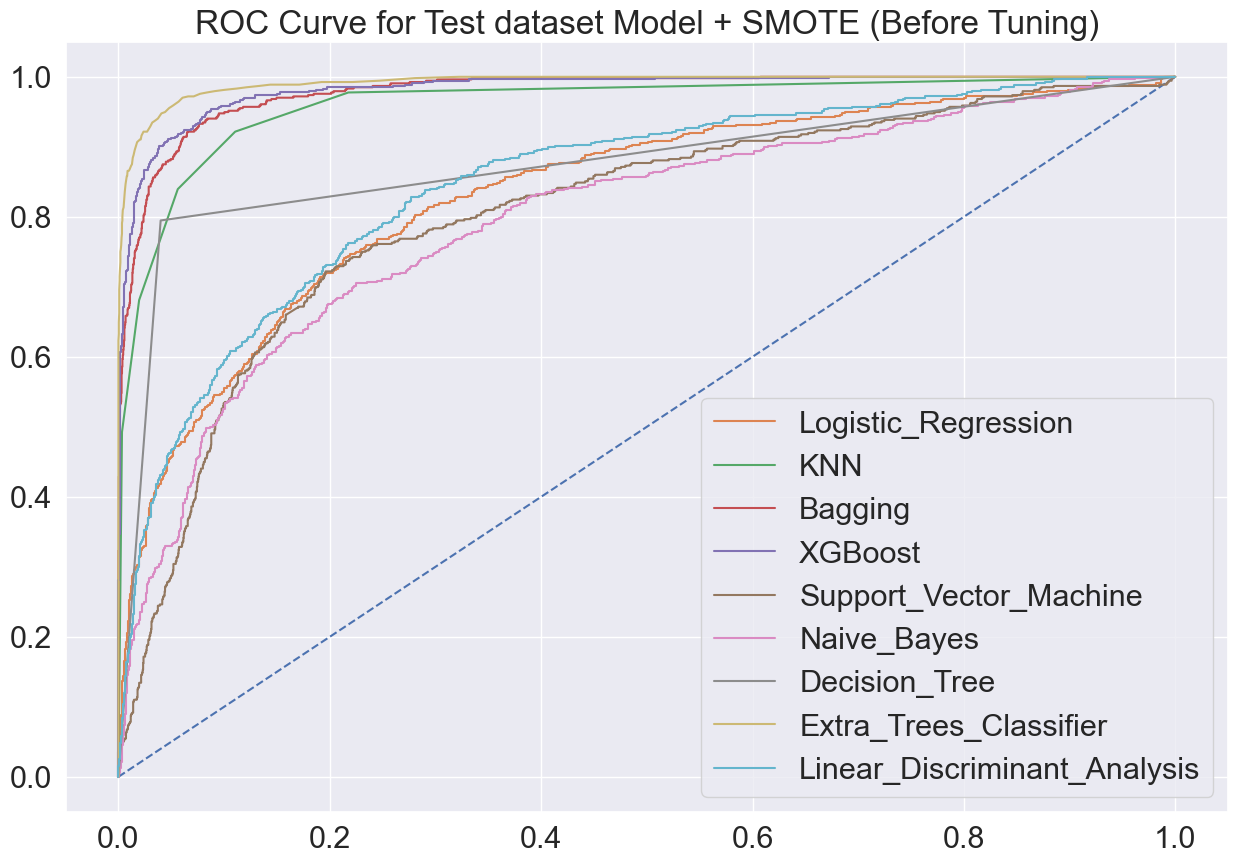 ROC Curve for Test dataset Model + SMOTE (Before Tuning)
1.0
0.8
0.6
0.4
0.2
0.0
Logistic_Regression
KNN
Bagging
XGBoost
Support_Vector_Machine
Naive_Bayes
Decision_Tree
Extra_Trees_Classifier
Linear_Discriminant_Analysis
0.0 0.2 0.4 0.6 0.8 1.0